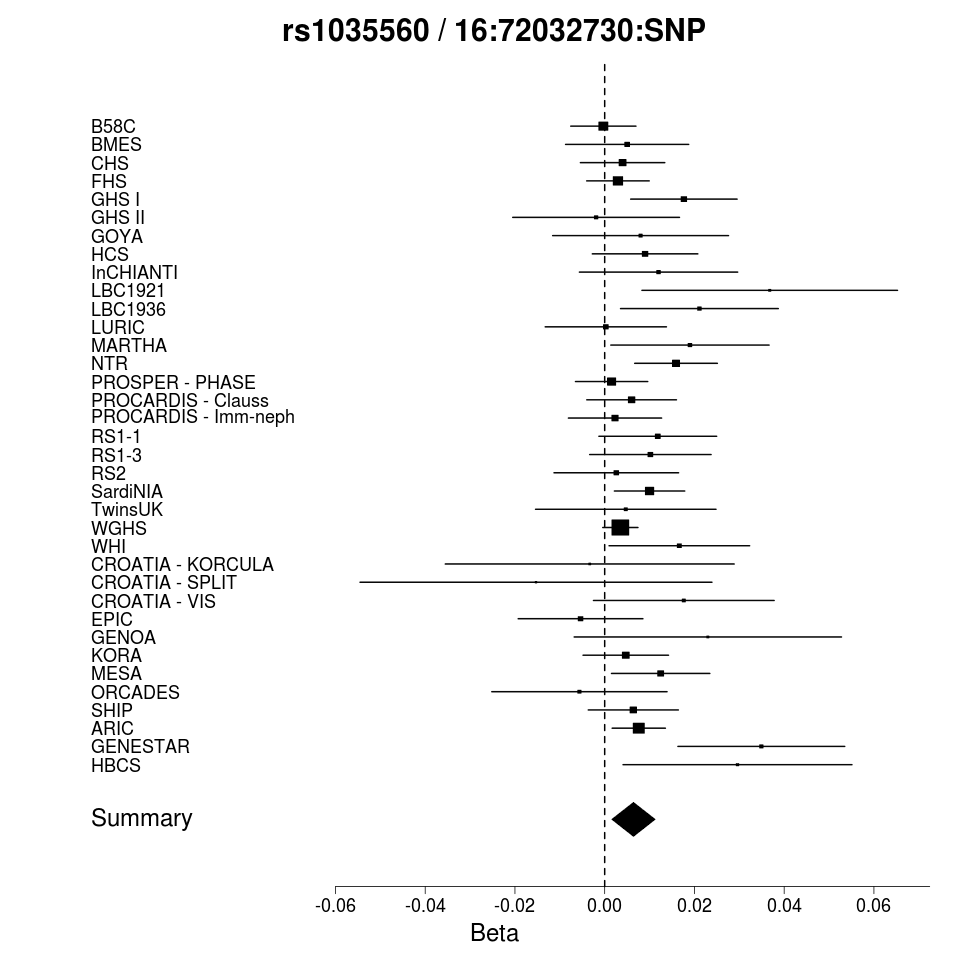 rs1035560 / 16:72032730:SNP
B58C
BMES
CHS
FHS
GHS I
GHS II
GOYA
HCS
InCHIANTI
LBC1921
LBC1936
LURIC
MARTHA
NTR
PROSPER - PHASE
PROCARDIS - Clauss
PROCARDIS - Imm-neph
RS1-1
RS1-3
RS2
SardiNIA
TwinsUK
WGHS
WHI
CROATIA - KORCULA
CROATIA - SPLIT
CROATIA - VIS
EPIC
GENOA
KORA
MESA
ORCADES
SHIP
ARIC
GENESTAR
HBCS
Summary
-0.06 -0.04 -0.02 0.00 0.02 0.04 0.06
Beta